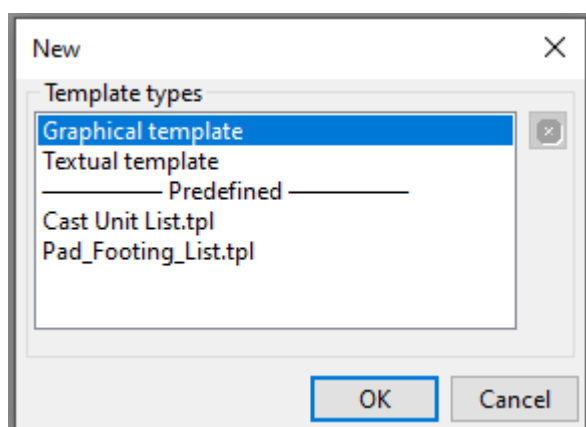 New
Template types
Graphical template
Textual template
Predefined
Cast Unit List.tpl
Pad_Footing_List.tpl
OK Cancel